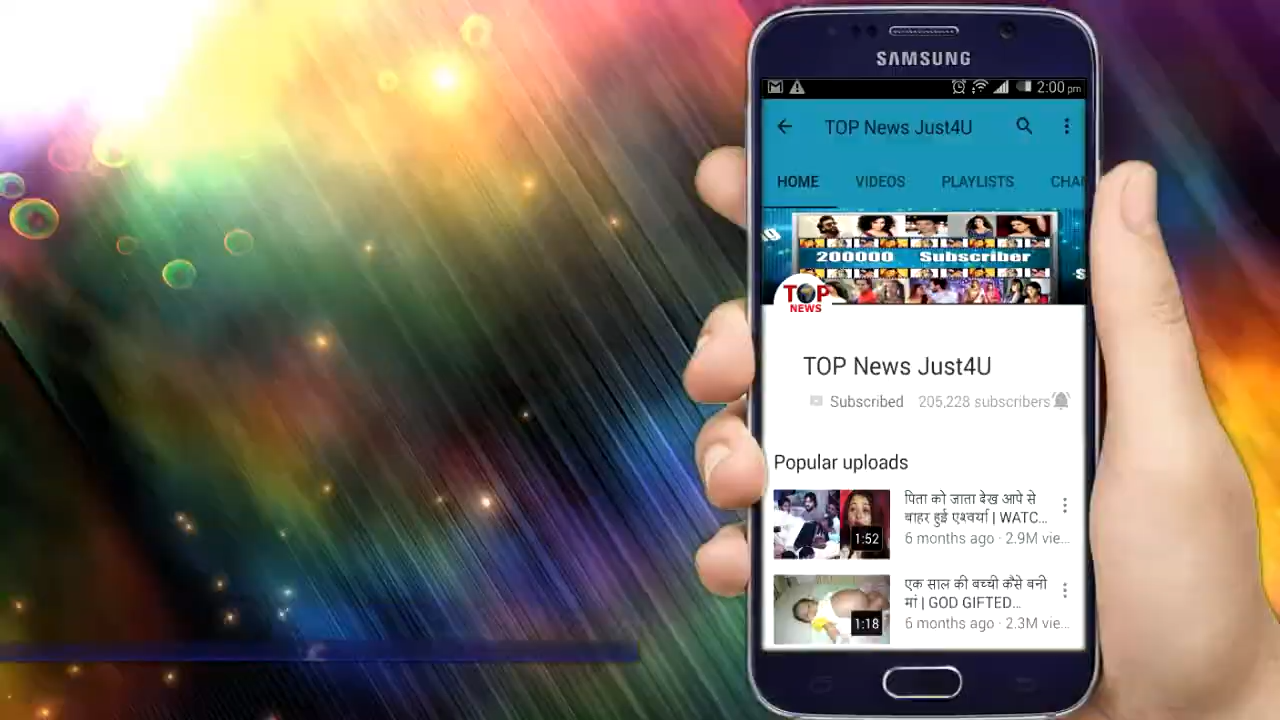 SAMSUNG
2:00 pm
TOP News Just4U
HOME VIDEOS PLAYLISTS CHAN
200000 Subscriber
TOP
NEWS
TOP News Just4U
Subscribed 205,228 subscribers
Popular uploads
पिता को जाता देख आपे से
बाहर हुई एश्वर्या | WATC...
6 months ago · 2.9M vie...
1:52
एक साल की बच्ची कैसे बनी
मां | GOD GIFTED...
6 months ago · 2.3M vie...
1:18